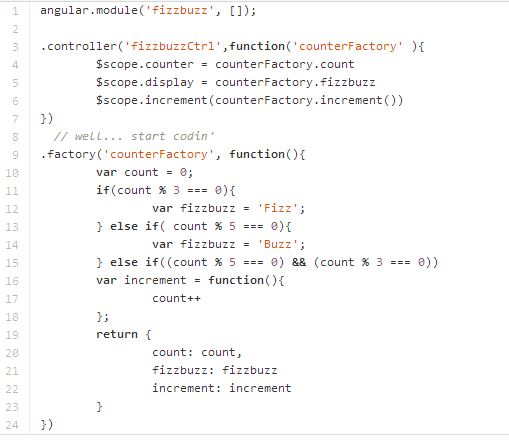 1 angular.module('fizzbuzz', []);
2
3 .controller('fizzbuzzCtrl',function('counterFactory' ){
4         $scope.counter = counterFactory.count
5         $scope.display = counterFactory.fizzbuzz
6         $scope.increment(counterFactory.increment())
7 })
8   // well... start codin'
9 .factory('counterFactory', function(){
10         var count = 0;
11         if(count % 3 === 0){
12                 var fizzbuzz = 'Fizz';
13         } else if( count % 5 === 0){
14                 var fizzbuzz = 'Buzz';
15         } else if((count % 5 === 0) && (count % 3 === 0))
16         var increment = function(){
17                 count++
18         };
19         return {
20                 count: count,
21                 fizzbuzz: fizzbuzz
22                 increment: increment
23         }
24 })